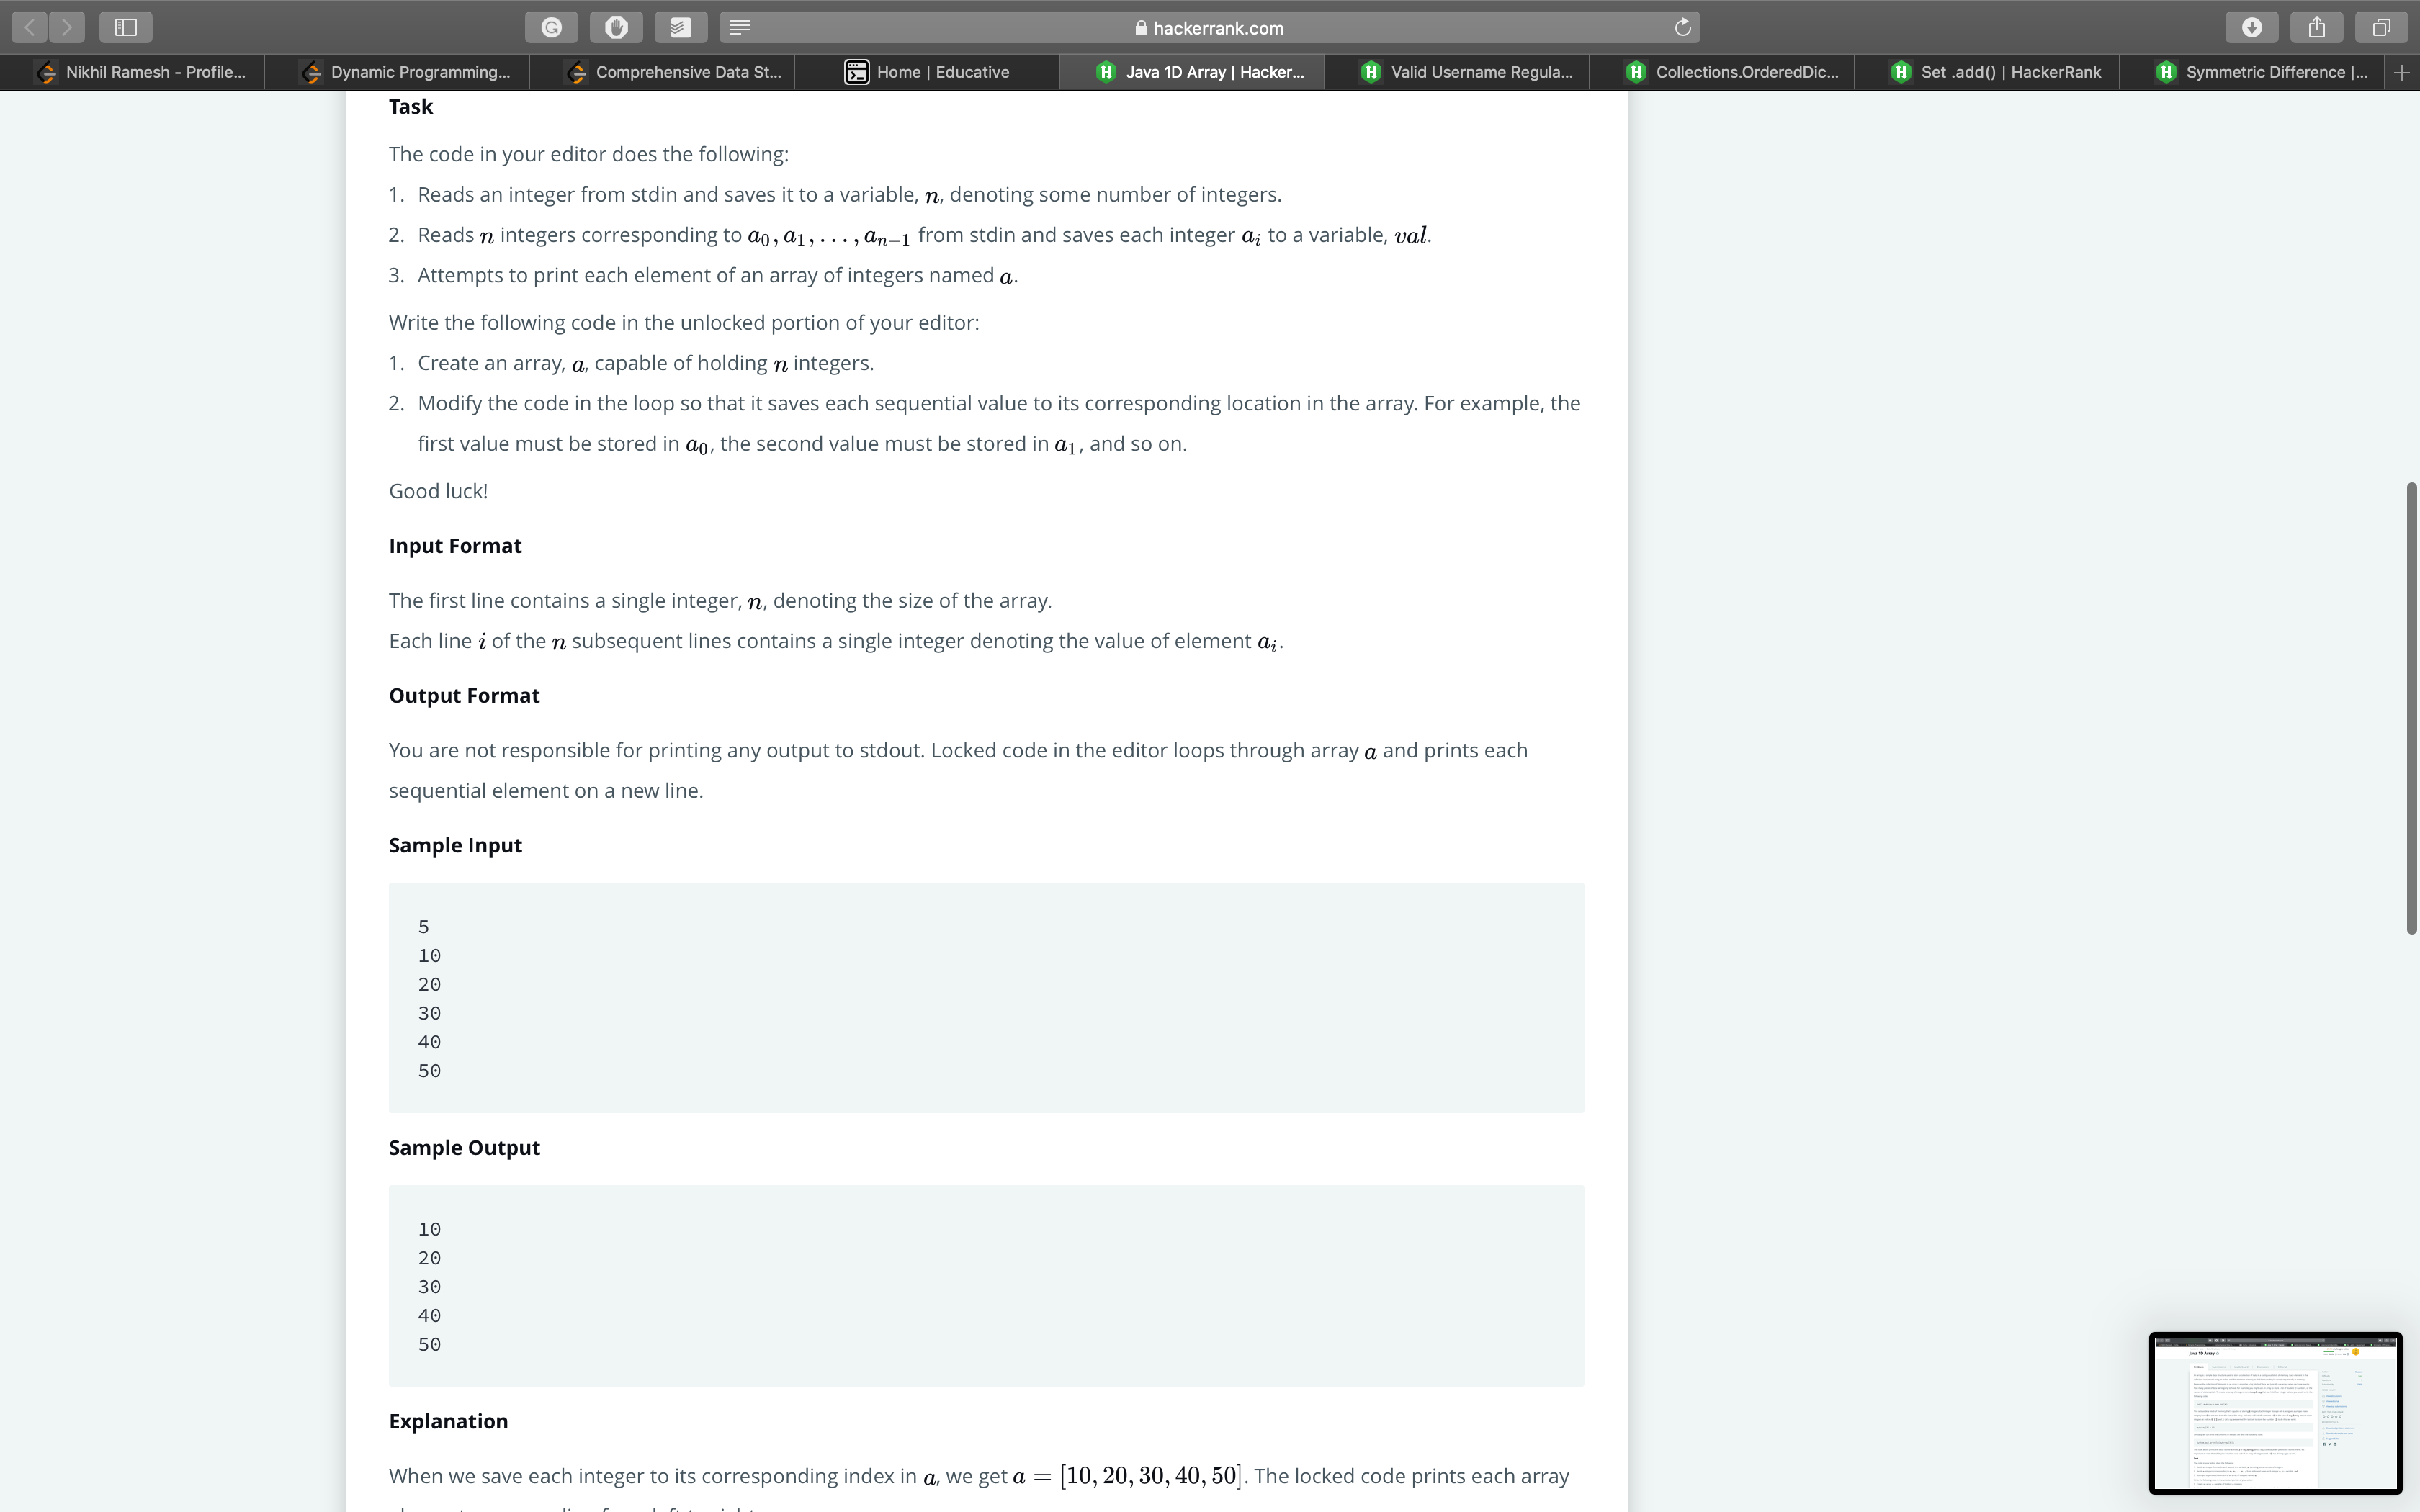 hackerrank.com
Nikhil Ramesh - Profile...
Dynamic Programming...
Comprehensive Data St...
Home | Educative
Java 1D Array | Hacker...
Valid Username Regula...
Collections.OrderedDic...
Set .add() | HackerRank
Symmetric Difference |...
Task
The code in your editor does the following:
1. Reads an integer from stdin and saves it to a variable, n, denoting some number of integers.
2. Reads n integers corresponding to a₀, a₁, . . . , aₙ₋₁ from stdin and saves each integer aᵢ to a variable, val.
3. Attempts to print each element of an array of integers named a.
Write the following code in the unlocked portion of your editor:
1. Create an array, a, capable of holding n integers.
2. Modify the code in the loop so that it saves each sequential value to its corresponding location in the array. For example, the
first value must be stored in a₀, the second value must be stored in a₁, and so on.
Good luck!
Input Format
The first line contains a single integer, n, denoting the size of the array.
Each line i of the n subsequent lines contains a single integer denoting the value of element aᵢ.
Output Format
You are not responsible for printing any output to stdout. Locked code in the editor loops through array a and prints each
sequential element on a new line.
Sample Input
5
10
20
30
40
50
Sample Output
10
20
30
40
50
Explanation
When we save each integer to its corresponding index in a, we get a = [10, 20, 30, 40, 50]. The locked code prints each array
Java 1D Array